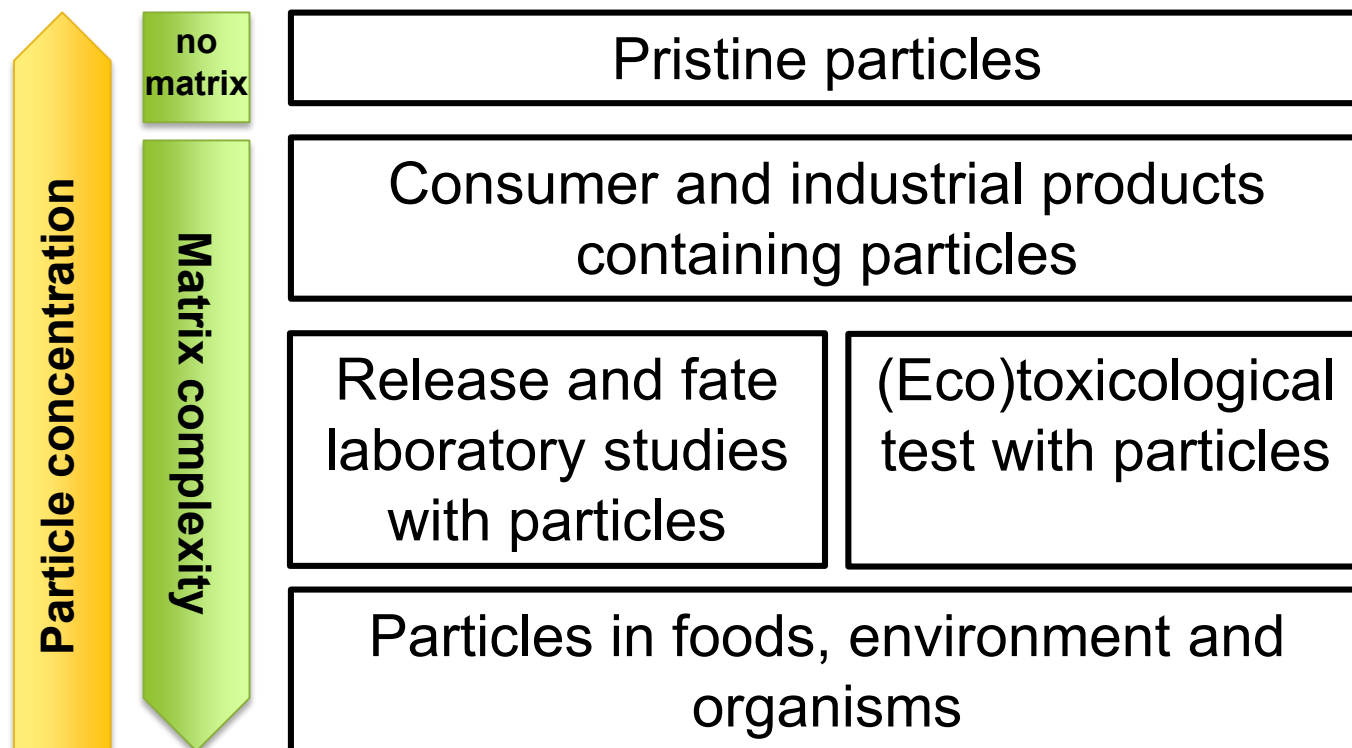 no
matrix
Pristine particles
Particle concentration
Matrix complexity
Consumer and industrial products
containing particles
Release and fate
laboratory studies
with particles
(Eco)toxicological
test with particles
Particles in foods, environment and
organisms